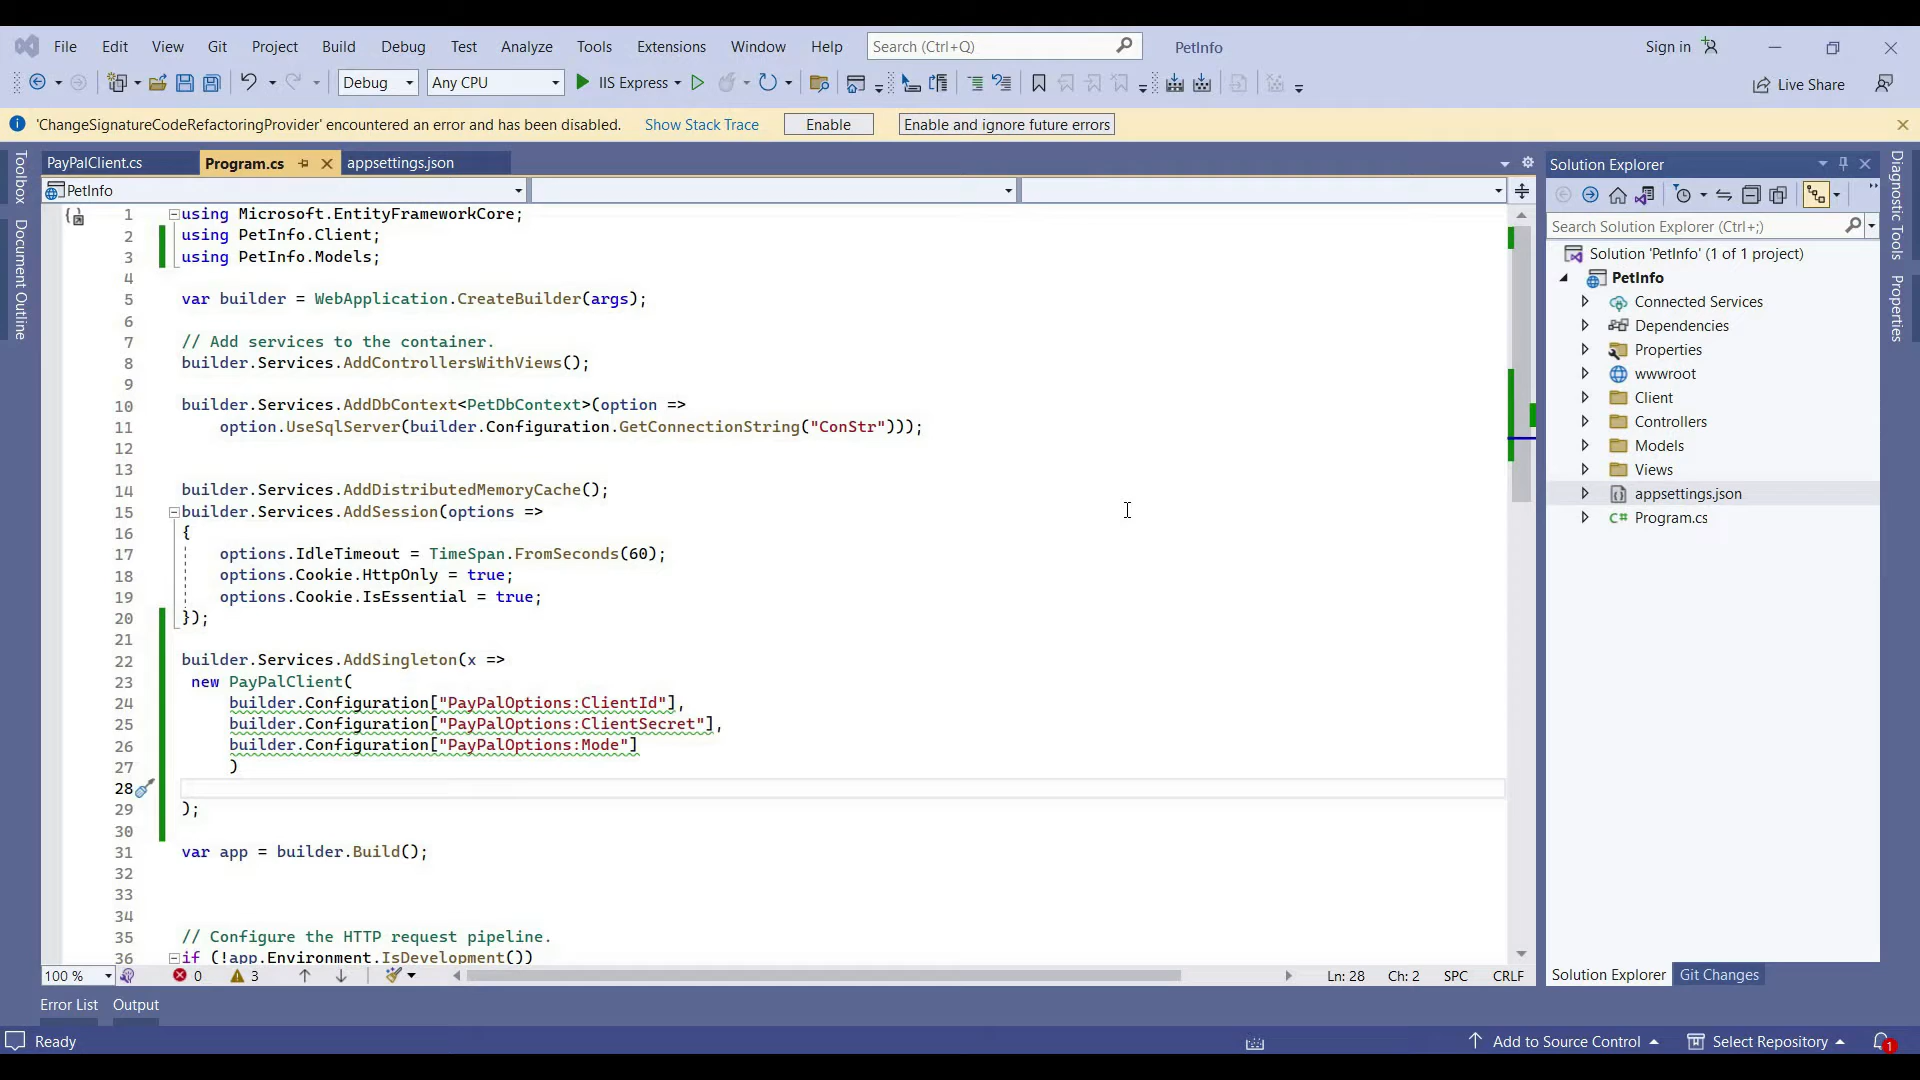 File Edit View Git Project Build Debug Test Analyze Tools Extensions Window Help Search (Ctrl+Q) PetInfo Sign in
Debug Any CPU IIS Express Live Share
'ChangeSignatureCodeRefactoringProvider' encountered an error and has been disabled. Show Stack Trace Enable Enable and ignore future errors
Toolbox
Document Outline
PayPalClient.cs Program.cs appsettings.json
PetInfo
1 using Microsoft.EntityFrameworkCore;
2 using PetInfo.Client;
3 using PetInfo.Models;
4
5 var builder = WebApplication.CreateBuilder(args);
6
7 // Add services to the container.
8 builder.Services.AddControllersWithViews();
9
10 builder.Services.AddDbContext<PetDbContext>(option =>
11 option.UseSqlServer(builder.Configuration.GetConnectionString("ConStr")));
12
13
14 builder.Services.AddDistributedMemoryCache();
15 builder.Services.AddSession(options =>
16 {
17 options.IdleTimeout = TimeSpan.FromSeconds(60);
18 options.Cookie.HttpOnly = true;
19 options.Cookie.IsEssential = true;
20 });
21
22 builder.Services.AddSingleton(x =>
23 new PayPalClient(
24 builder.Configuration["PayPalOptions:ClientId"],
25 builder.Configuration["PayPalOptions:ClientSecret"],
26 builder.Configuration["PayPalOptions:Mode"]
27 )
28
29 );
30
31 var app = builder.Build();
32
33
34
35 // Configure the HTTP request pipeline.
36 if (!app.Environment.IsDevelopment())
100 % 0 3 Ln: 28 Ch: 2 SPC CRLF
Solution Explorer
Search Solution Explorer (Ctrl+;)
Solution 'PetInfo' (1 of 1 project)
PetInfo
Connected Services
Dependencies
Properties
wwwroot
Client
Controllers
Models
Views
appsettings.json
C# Program.cs
Solution Explorer Git Changes
Diagnostic Tools
Properties
Error List Output
Ready Add to Source Control Select Repository 1